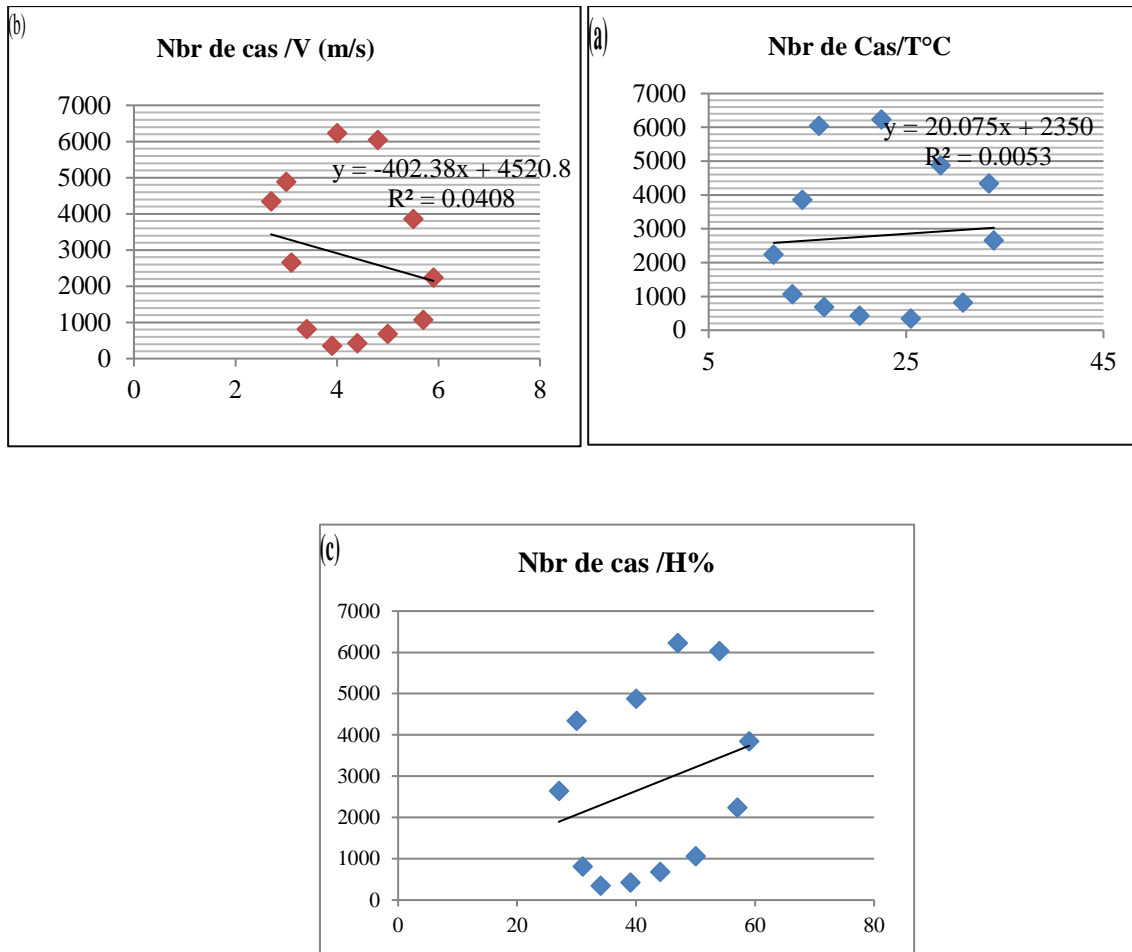 (b)
Nbr de cas /V (m/s)
7000
6000
5000
4000
3000
2000
1000
0
y = -402.38x + 4520.8
R² = 0.0408
0 2 4 6 8
(a)
Nbr de Cas/T°C
7000
6000
5000
4000
3000
2000
1000
0
y = 20.075x + 2350
R² = 0.0053
5 25 45
(c)
Nbr de cas /H%
7000
6000
5000
4000
3000
2000
1000
0
0 20 40 60 80